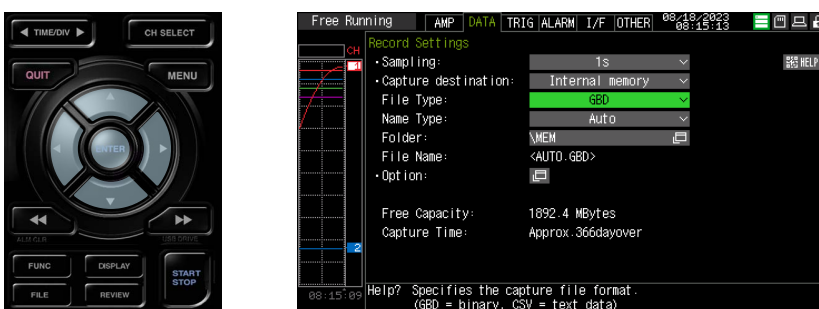 TIME/DIV
CH SELECT
QUIT
MENU
ENTER
ALM CLR
USB DRIVE
FUNC
DISPLAY
START
STOP
FILE
REVIEW
Free Running
AMP DATA TRIG ALARM I/F OTHER
08/18/2023
08:15:13
CH
1
2
08:15:09
Record Settings
•Sampling: 1s
HELP
•Capture destination: Internal memory
File Type: GBD
Name Type: Auto
Folder: \MEM
File Name: <AUTO.GBD>
•Option:
Free Capacity: 1892.4 MBytes
Capture Time: Approx.366dayover
Help? Specifies the capture file format.
(GBD = binary, CSV = text data)